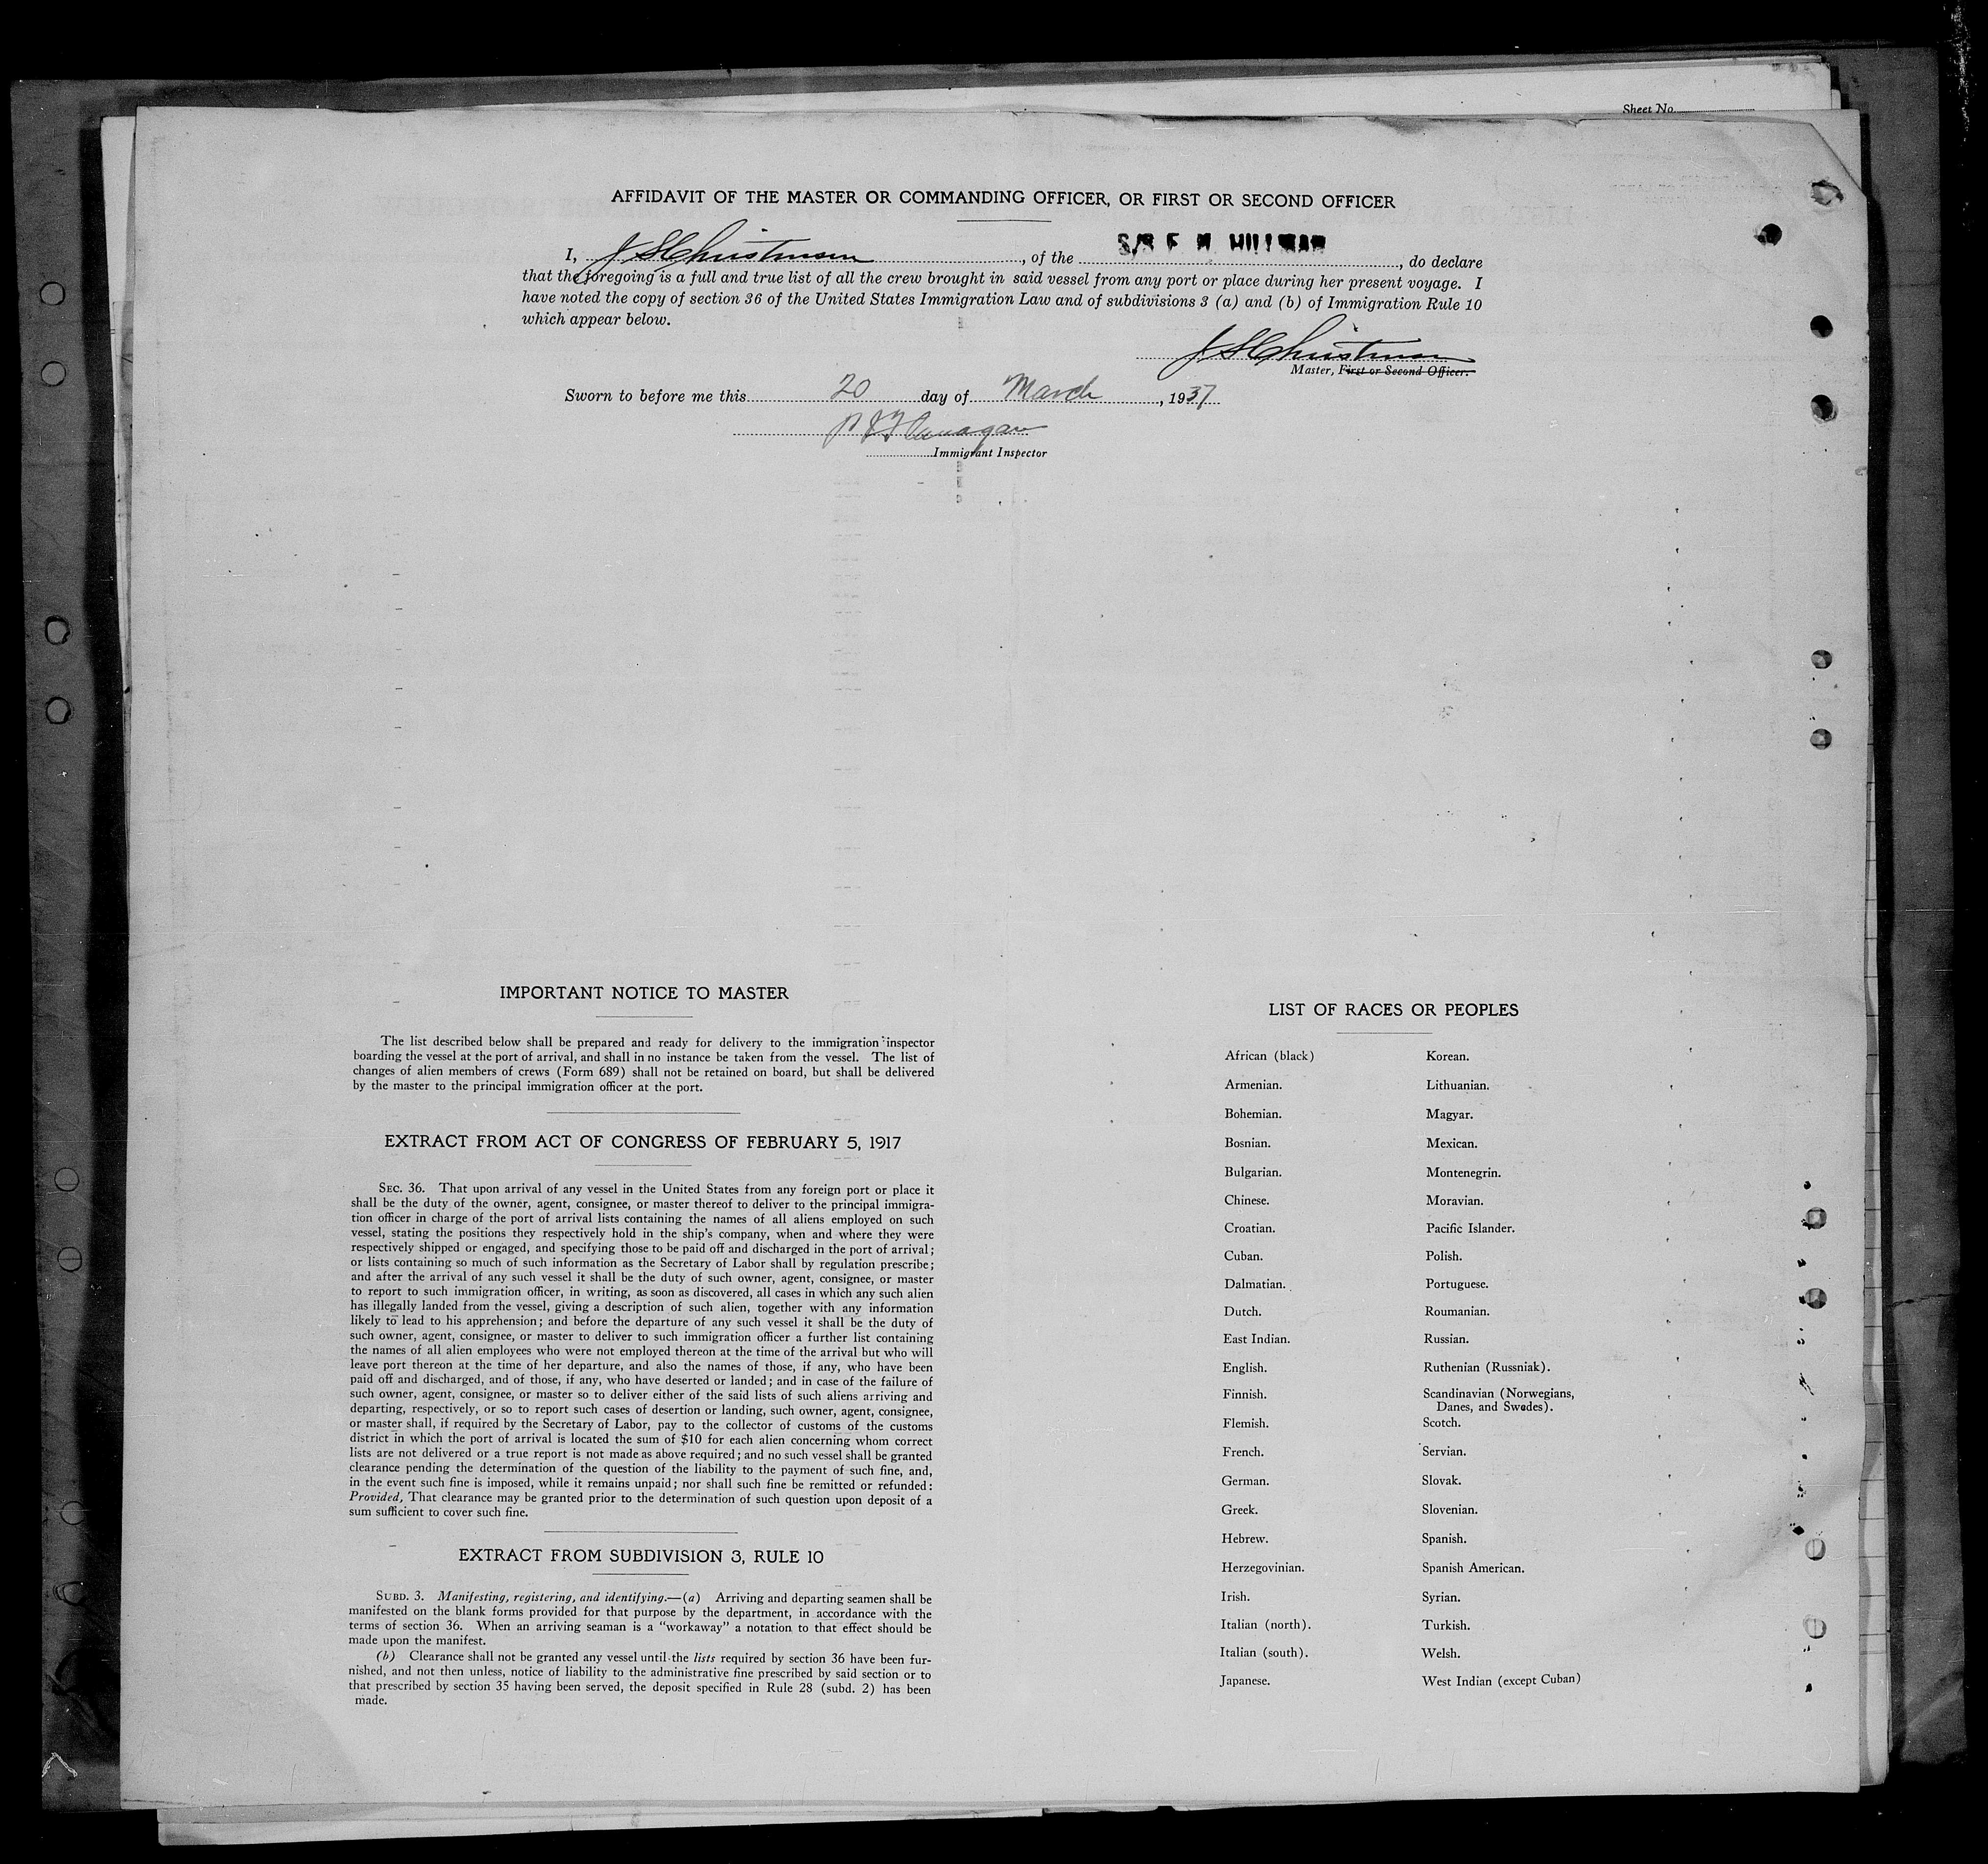 Sheet No.
AFFIDAVIT OF THE MASTER OR COMMANDING OFFICER, OR FIRST OR SECOND OFFICER
I, J S Christensen, of the S/S F H HILLMAN, do declare
that the foregoing is a full and true list of all the crew brought in said vessel from any port or place during her present voyage. I
have noted the copy of section 36 of the United States Immigration Law and of subdivisions 3 (a) and (b) of Immigration Rule 10
which appear below.
J S Christensen
Master, First or Second Officer.
Sworn to before me this 20 day of March, 1937
Flanagan
Immigrant Inspector
IMPORTANT NOTICE TO MASTER
The list described below shall be prepared and ready for delivery to the immigration inspector
boarding the vessel at the port of arrival, and shall in no instance be taken from the vessel. The list of
changes of alien members of crews (Form 689) shall not be retained on board, but shall be delivered
by the master to the principal immigration officer at the port.
EXTRACT FROM ACT OF CONGRESS OF FEBRUARY 5, 1917
SEC. 36. That upon arrival of any vessel in the United States from any foreign port or place it
shall be the duty of the owner, agent, consignee, or master thereof to deliver to the principal immigra-
tion officer in charge of the port of arrival lists containing the names of all aliens employed on such
vessel, stating the positions they respectively hold in the ship's company, when and where they were
respectively shipped or engaged, and specifying those to be paid off and discharged in the port of arrival;
or lists containing so much of such information as the Secretary of Labor shall by regulation prescribe;
and after the arrival of any such vessel it shall be the duty of such owner, agent, consignee, or master
to report to such immigration officer, in writing, as soon as discovered, all cases in which any such alien
has illegally landed from the vessel, giving a description of such alien, together with any information
likely to lead to his apprehension; and before the departure of any such vessel it shall be the duty of
such owner, agent, consignee, or master to deliver to such immigration officer a further list containing
the names of all alien employees who were not employed thereon at the time of the arrival but who will
leave port thereon at the time of her departure, and also the names of those, if any, who have been
paid off and discharged, and of those, if any, who have deserted or landed; and in case of the failure of
such owner, agent, consignee, or master so to deliver either of the said lists of such aliens arriving and
departing, respectively, or so to report such cases of desertion or landing, such owner, agent, consignee,
or master shall, if required by the Secretary of Labor, pay to the collector of customs of the customs
district in which the port of arrival is located the sum of $10 for each alien concerning whom correct
lists are not delivered or a true report is not made as above required; and no such vessel shall be granted
clearance pending the determination of the question of the liability to the payment of such fine, and,
in the event such fine is imposed, while it remains unpaid; nor shall such fine be remitted or refunded:
Provided, That clearance may be granted prior to the determination of such question upon deposit of a
sum sufficient to cover such fine.
EXTRACT FROM SUBDIVISION 3, RULE 10
SUBD. 3. Manifesting, registering, and identifying.—(a) Arriving and departing seamen shall be
manifested on the blank forms provided for that purpose by the department, in accordance with the
terms of section 36. When an arriving seaman is a "workaway" a notation to that effect should be
made upon the manifest.
(b) Clearance shall not be granted any vessel until the lists required by section 36 have been fur-
nished, and not then unless, notice of liability to the administrative fine prescribed by said section or to
that prescribed by section 35 having been served, the deposit specified in Rule 28 (subd. 2) has been
made.
LIST OF RACES OR PEOPLES
African (black)
Armenian.
Bohemian.
Bosnian.
Bulgarian.
Chinese.
Croatian.
Cuban.
Dalmatian.
Dutch.
East Indian.
English.
Finnish.
Flemish.
French.
German.
Greek.
Hebrew.
Herzegovinian.
Irish.
Italian (north).
Italian (south).
Japanese.
Korean.
Lithuanian.
Magyar.
Mexican.
Montenegrin.
Moravian.
Pacific Islander.
Polish.
Portuguese.
Roumanian.
Russian.
Ruthenian (Russniak).
Scandinavian (Norwegians,
Danes, and Swedes).
Scotch.
Servian.
Slovak.
Slovenian.
Spanish.
Spanish American.
Syrian.
Turkish.
Welsh.
West Indian (except Cuban)